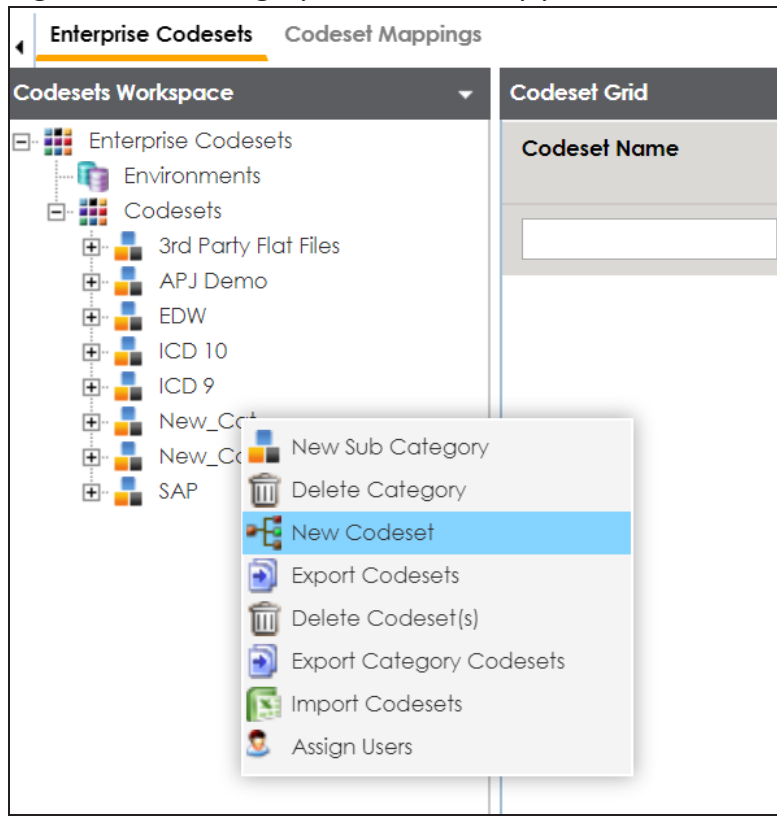 Enterprise Codesets Codeset Mappings
Codesets Workspace Codeset Grid
Enterprise Codesets
Codeset Name
Environments
Codesets
3rd Party Flat Files
APJ Demo
EDW
ICD 10
ICD 9
New_Cat
New_Ca
SAP
New Sub Category
Delete Category
New Codeset
Export Codesets
Delete Codeset(s)
Export Category Codesets
Import Codesets
Assign Users